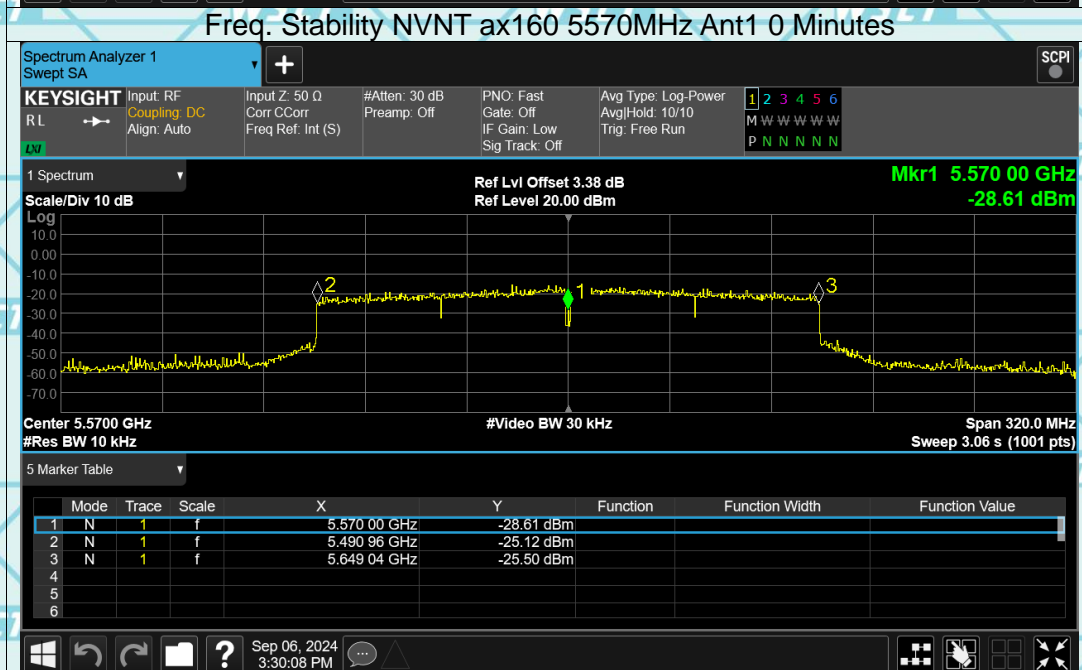 Freq. Stability NVNT ax160 5570MHz Ant1 0 Minutes
Spectrum Analyzer 1
Swept SA
+
SCPI
KEYSIGHT Input: RF Input Z: 50 Ω #Atten: 30 dB PNO: Fast Avg Type: Log-Power 1 2 3 4 5 6
R L Coupling: DC Corr CCorr Preamp: Off Gate: Off Avg|Hold: 10/10 M W W W W W
Align: Auto Freq Ref: Int (S) IF Gain: Low Trig: Free Run P N N N N N
LXI Sig Track: Off
1 Spectrum Ref Lvl Offset 3.38 dB Mkr1 5.570 00 GHz
Scale/Div 10 dB Ref Level 20.00 dBm -28.61 dBm
Log
10.0
0.00
-10.0
-20.0
-30.0
-40.0
-50.0
-60.0
-70.0
2 1 3
Center 5.5700 GHz #Video BW 30 kHz Span 320.0 MHz
#Res BW 10 kHz Sweep 3.06 s (1001 pts)
5 Marker Table
Mode Trace Scale X Y Function Function Width Function Value
1 N 1 f 5.570 00 GHz -28.61 dBm
2 N 1 f 5.490 96 GHz -25.12 dBm
3 N 1 f 5.649 04 GHz -25.50 dBm
4
5
6
? Sep 06, 2024
3:30:08 PM